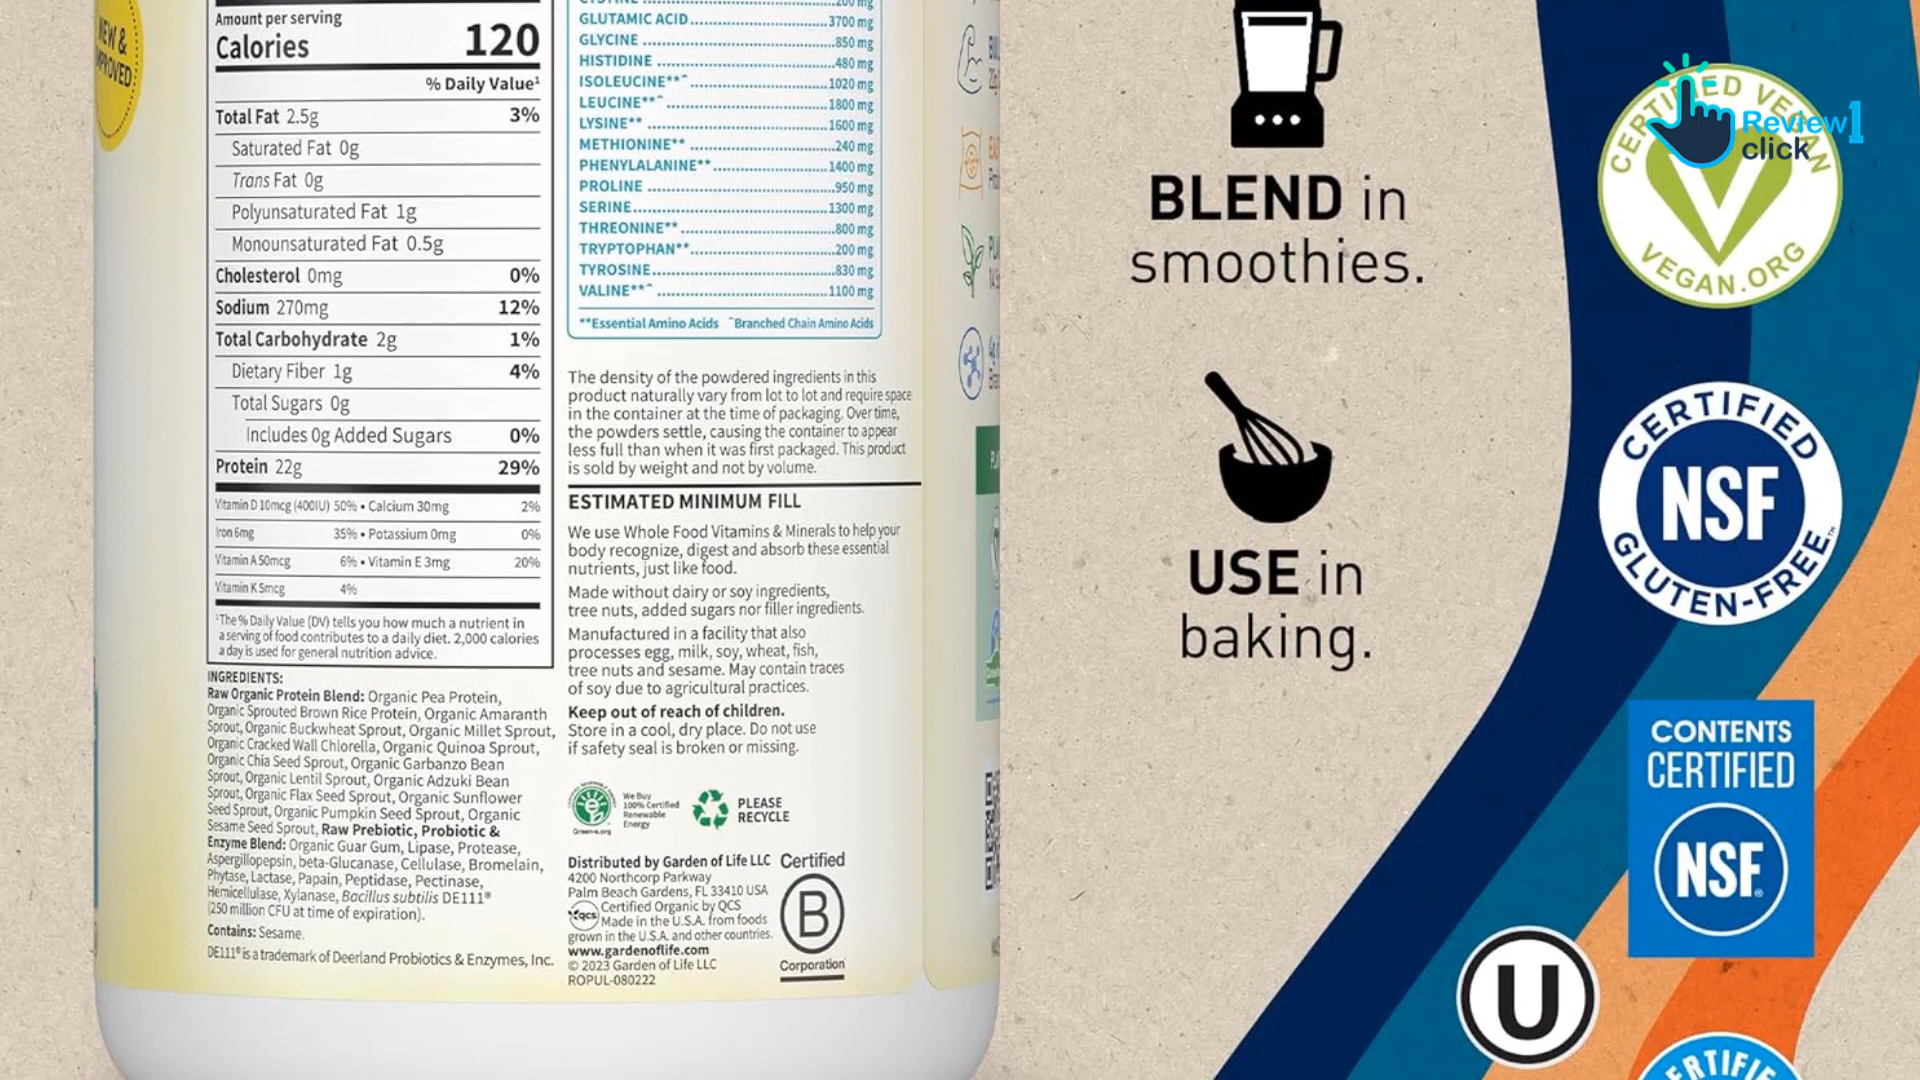 NEW &
IMPROVED
Amount per serving
Calories 120
% Daily Value¹
Total Fat 2.5g 3%
Saturated Fat 0g
Trans Fat 0g
Polyunsaturated Fat 1g
Monounsaturated Fat 0.5g
Cholesterol 0mg 0%
Sodium 270mg 12%
Total Carbohydrate 2g 1%
Dietary Fiber 1g 4%
Total Sugars 0g
Includes 0g Added Sugars 0%
Protein 22g 29%
Vitamin D 10mcg (400IU) 50% • Calcium 30mg 2%
Iron 6mg 35% • Potassium 0mg 0%
Vitamin A 50mcg 6% • Vitamin E 3mg 20%
Vitamin K 5mcg 4%
¹The % Daily Value (DV) tells you how much a nutrient in
a serving of food contributes to a daily diet. 2,000 calories
a day is used for general nutrition advice.
INGREDIENTS:
Raw Organic Protein Blend: Organic Pea Protein,
Organic Sprouted Brown Rice Protein, Organic Amaranth
Sprout, Organic Buckwheat Sprout, Organic Millet Sprout,
Organic Cracked Wall Chlorella, Organic Quinoa Sprout,
Organic Chia Seed Sprout, Organic Garbanzo Bean
Sprout, Organic Lentil Sprout, Organic Adzuki Bean
Sprout, Organic Flax Seed Sprout, Organic Sunflower
Seed Sprout, Organic Pumpkin Seed Sprout, Organic
Sesame Seed Sprout, Raw Prebiotic, Probiotic &
Enzyme Blend: Organic Guar Gum, Lipase, Protease,
Aspergillopepsin, beta-Glucanase, Cellulase, Bromelain,
Phytase, Lactase, Papain, Peptidase, Pectinase,
Hemicellulase, Xylanase, Bacillus subtilis DE111®
(250 million CFU at time of expiration).
Contains: Sesame.
DE111® is a trademark of Deerland Probiotics & Enzymes, Inc.
CYSTINE 200 mg
GLUTAMIC ACID 3700 mg
GLYCINE 850 mg
HISTIDINE 480 mg
ISOLEUCINE**^ 1020 mg
LEUCINE**^ 1800 mg
LYSINE** 1600 mg
METHIONINE** 240 mg
PHENYLALANINE** 1400 mg
PROLINE 950 mg
SERINE 1300 mg
THREONINE** 800 mg
TRYPTOPHAN** 200 mg
TYROSINE 830 mg
VALINE**^ 1100 mg
**Essential Amino Acids ^Branched Chain Amino Acids
The density of the powdered ingredients in this
product naturally vary from lot to lot and require space
in the container at the time of packaging. Over time,
the powders settle, causing the container to appear
less full than when it was first packaged. This product
is sold by weight and not by volume.
ESTIMATED MINIMUM FILL
We use Whole Food Vitamins & Minerals to help your
body recognize, digest and absorb these essential
nutrients, just like food.
Made without dairy or soy ingredients,
tree nuts, added sugars nor filler ingredients.
Manufactured in a facility that also
processes egg, milk, soy, wheat, fish,
tree nuts and sesame. May contain traces
of soy due to agricultural practices.
Keep out of reach of children.
Store in a cool, dry place. Do not use
if safety seal is broken or missing.
We Buy
100% Certified
Renewable
Energy
Green-e.org
PLEASE
RECYCLE
Distributed by Garden of Life LLC
4200 Northcorp Parkway
Palm Beach Gardens, FL 33410 USA
Certified Organic by QCS
qcs
Made in the U.S.A. from foods
grown in the U.S.A. and other countries.
www.gardenoflife.com
© 2023 Garden of Life LLC
ROPUL-080222
Certified
B
Corporation
BLEND in
smoothies.
USE in
baking.
CERTIFIED VEGAN
VEGAN.ORG
Review1
click
CERTIFIED
NSF
GLUTEN-FREE™
CONTENTS
CERTIFIED
NSF®
U
CERTIFIE